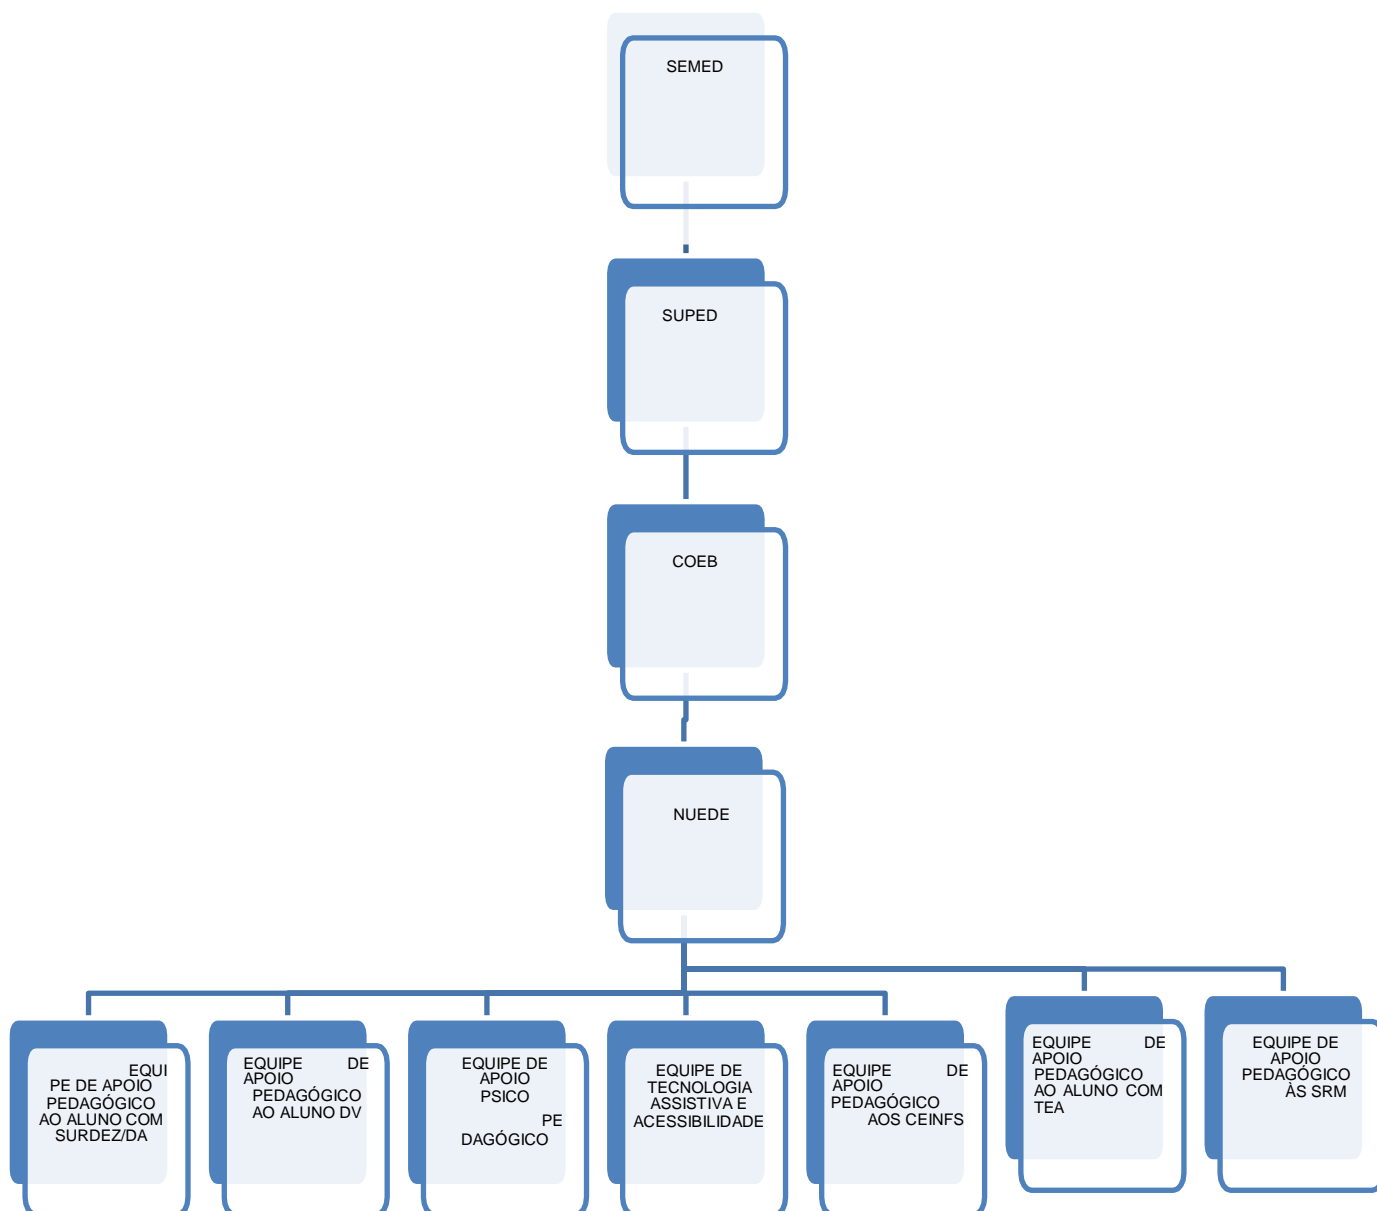 SEMED
SUPED
COEB
NUEDE
EQUI
PE DE APOIO
PEDAGÓGICO
AO ALUNO COM
SURDEZ/DA
EQUIPE DE
APOIO
PEDAGÓGICO
AO ALUNO DV
EQUIPE DE
APOIO
PSICO
PE
DAGÓGICO
EQUIPE DE
TECNOLOGIA
ASSISTIVA E
ACESSIBILIDADE
EQUIPE DE
APOIO
PEDAGÓGICO
AOS CEINFS
EQUIPE DE
APOIO
PEDAGÓGICO
AO ALUNO COM
TEA
EQUIPE DE
APOIO
PEDAGÓGICO
ÀS SRM